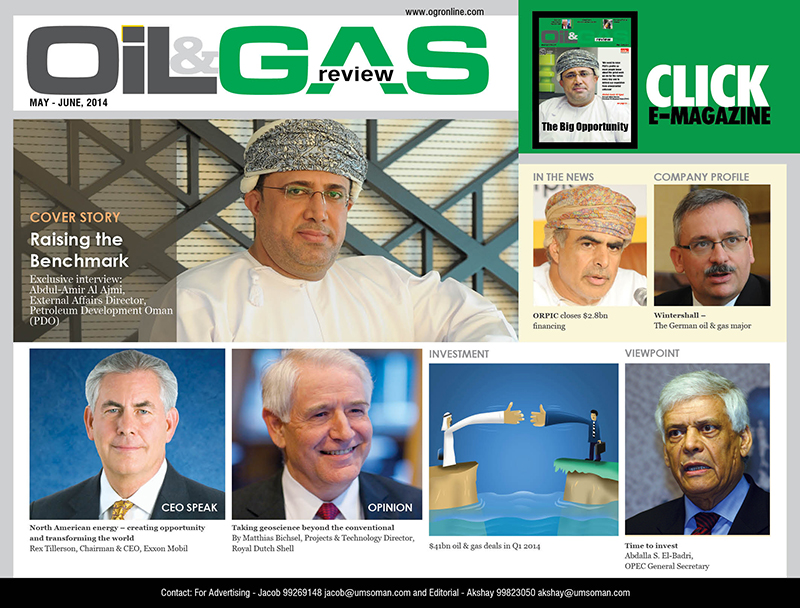 www.ogronline.com
OiL&GAS
review
MAY - JUNE, 2014
OiL&
review
The Big Opportunity
CLICK
E-MAGAZINE
COVER STORY
Raising the
Benchmark
Exclusive interview:
Abdul-Amir Al Ajmi,
External Affairs Director,
Petroleum Development Oman
(PDO)
IN THE NEWS
ORPIC closes $2.8bn
financing
COMPANY PROFILE
Wintershall –
The German oil & gas major
CEO SPEAK
North American energy – creating opportunity
and transforming the world
Rex Tillerson, Chairman & CEO, Exxon Mobil
OPINION
Taking geoscience beyond the conventional
By Matthias Bichsel, Projects & Technology Director,
Royal Dutch Shell
INVESTMENT
$41bn oil & gas deals in Q1 2014
VIEWPOINT
Time to invest
Abdalla S. El-Badri,
OPEC General Secretary
Contact: For Advertising - Jacob 99269148 jacob@umsoman.com and Editorial - Akshay 99823050 akshay@umsoman.com